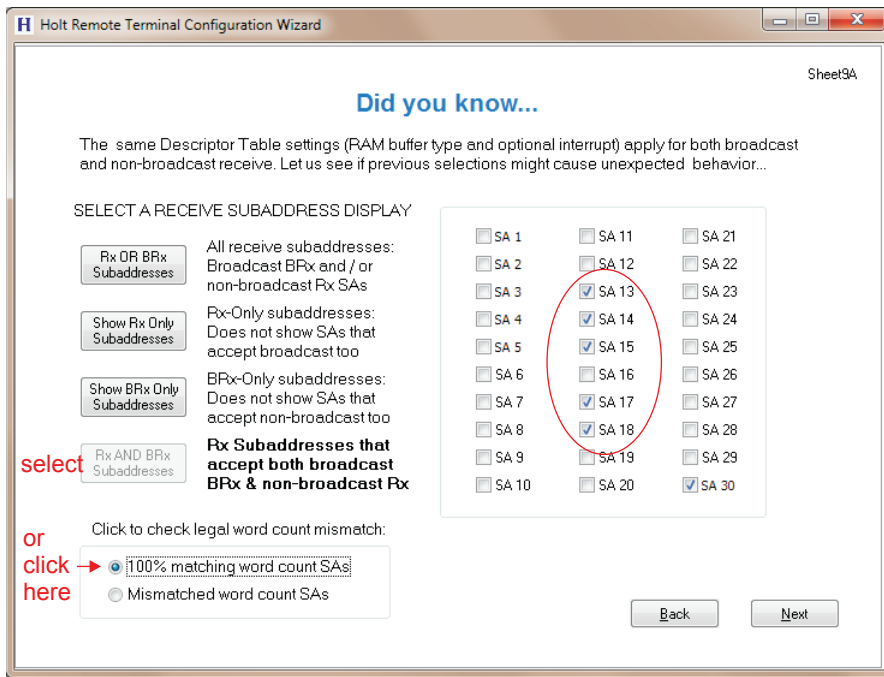 Holt Remote Terminal Configuration Wizard
Sheet9A
Did you know...
The same Descriptor Table settings (RAM buffer type and optional interrupt) apply for both broadcast
and non-broadcast receive. Let us see if previous selections might cause unexpected behavior...
SELECT A RECEIVE SUBADDRESS DISPLAY
Rx OR BRx
Subaddresses
All receive subaddresses:
Broadcast BRx and / or
non-broadcast Rx SAs
Show Rx Only
Subaddresses
Rx-Only subaddresses:
Does not show SAs that
accept broadcast too
Show BRx Only
Subaddresses
BRx-Only subaddresses:
Does not show SAs that
accept non-broadcast too
select
Rx AND BRx
Subaddresses
Rx Subaddresses that
accept both broadcast
BRx & non-broadcast Rx
SA 1
SA 2
SA 3
SA 4
SA 5
SA 6
SA 7
SA 8
SA 9
SA 10
SA 11
SA 12
SA 13
SA 14
SA 15
SA 16
SA 17
SA 18
SA 19
SA 20
SA 21
SA 22
SA 23
SA 24
SA 25
SA 26
SA 27
SA 28
SA 29
SA 30
Click to check legal word count mismatch:
or
click
here
100% matching word count SAs
Mismatched word count SAs
Back
Next